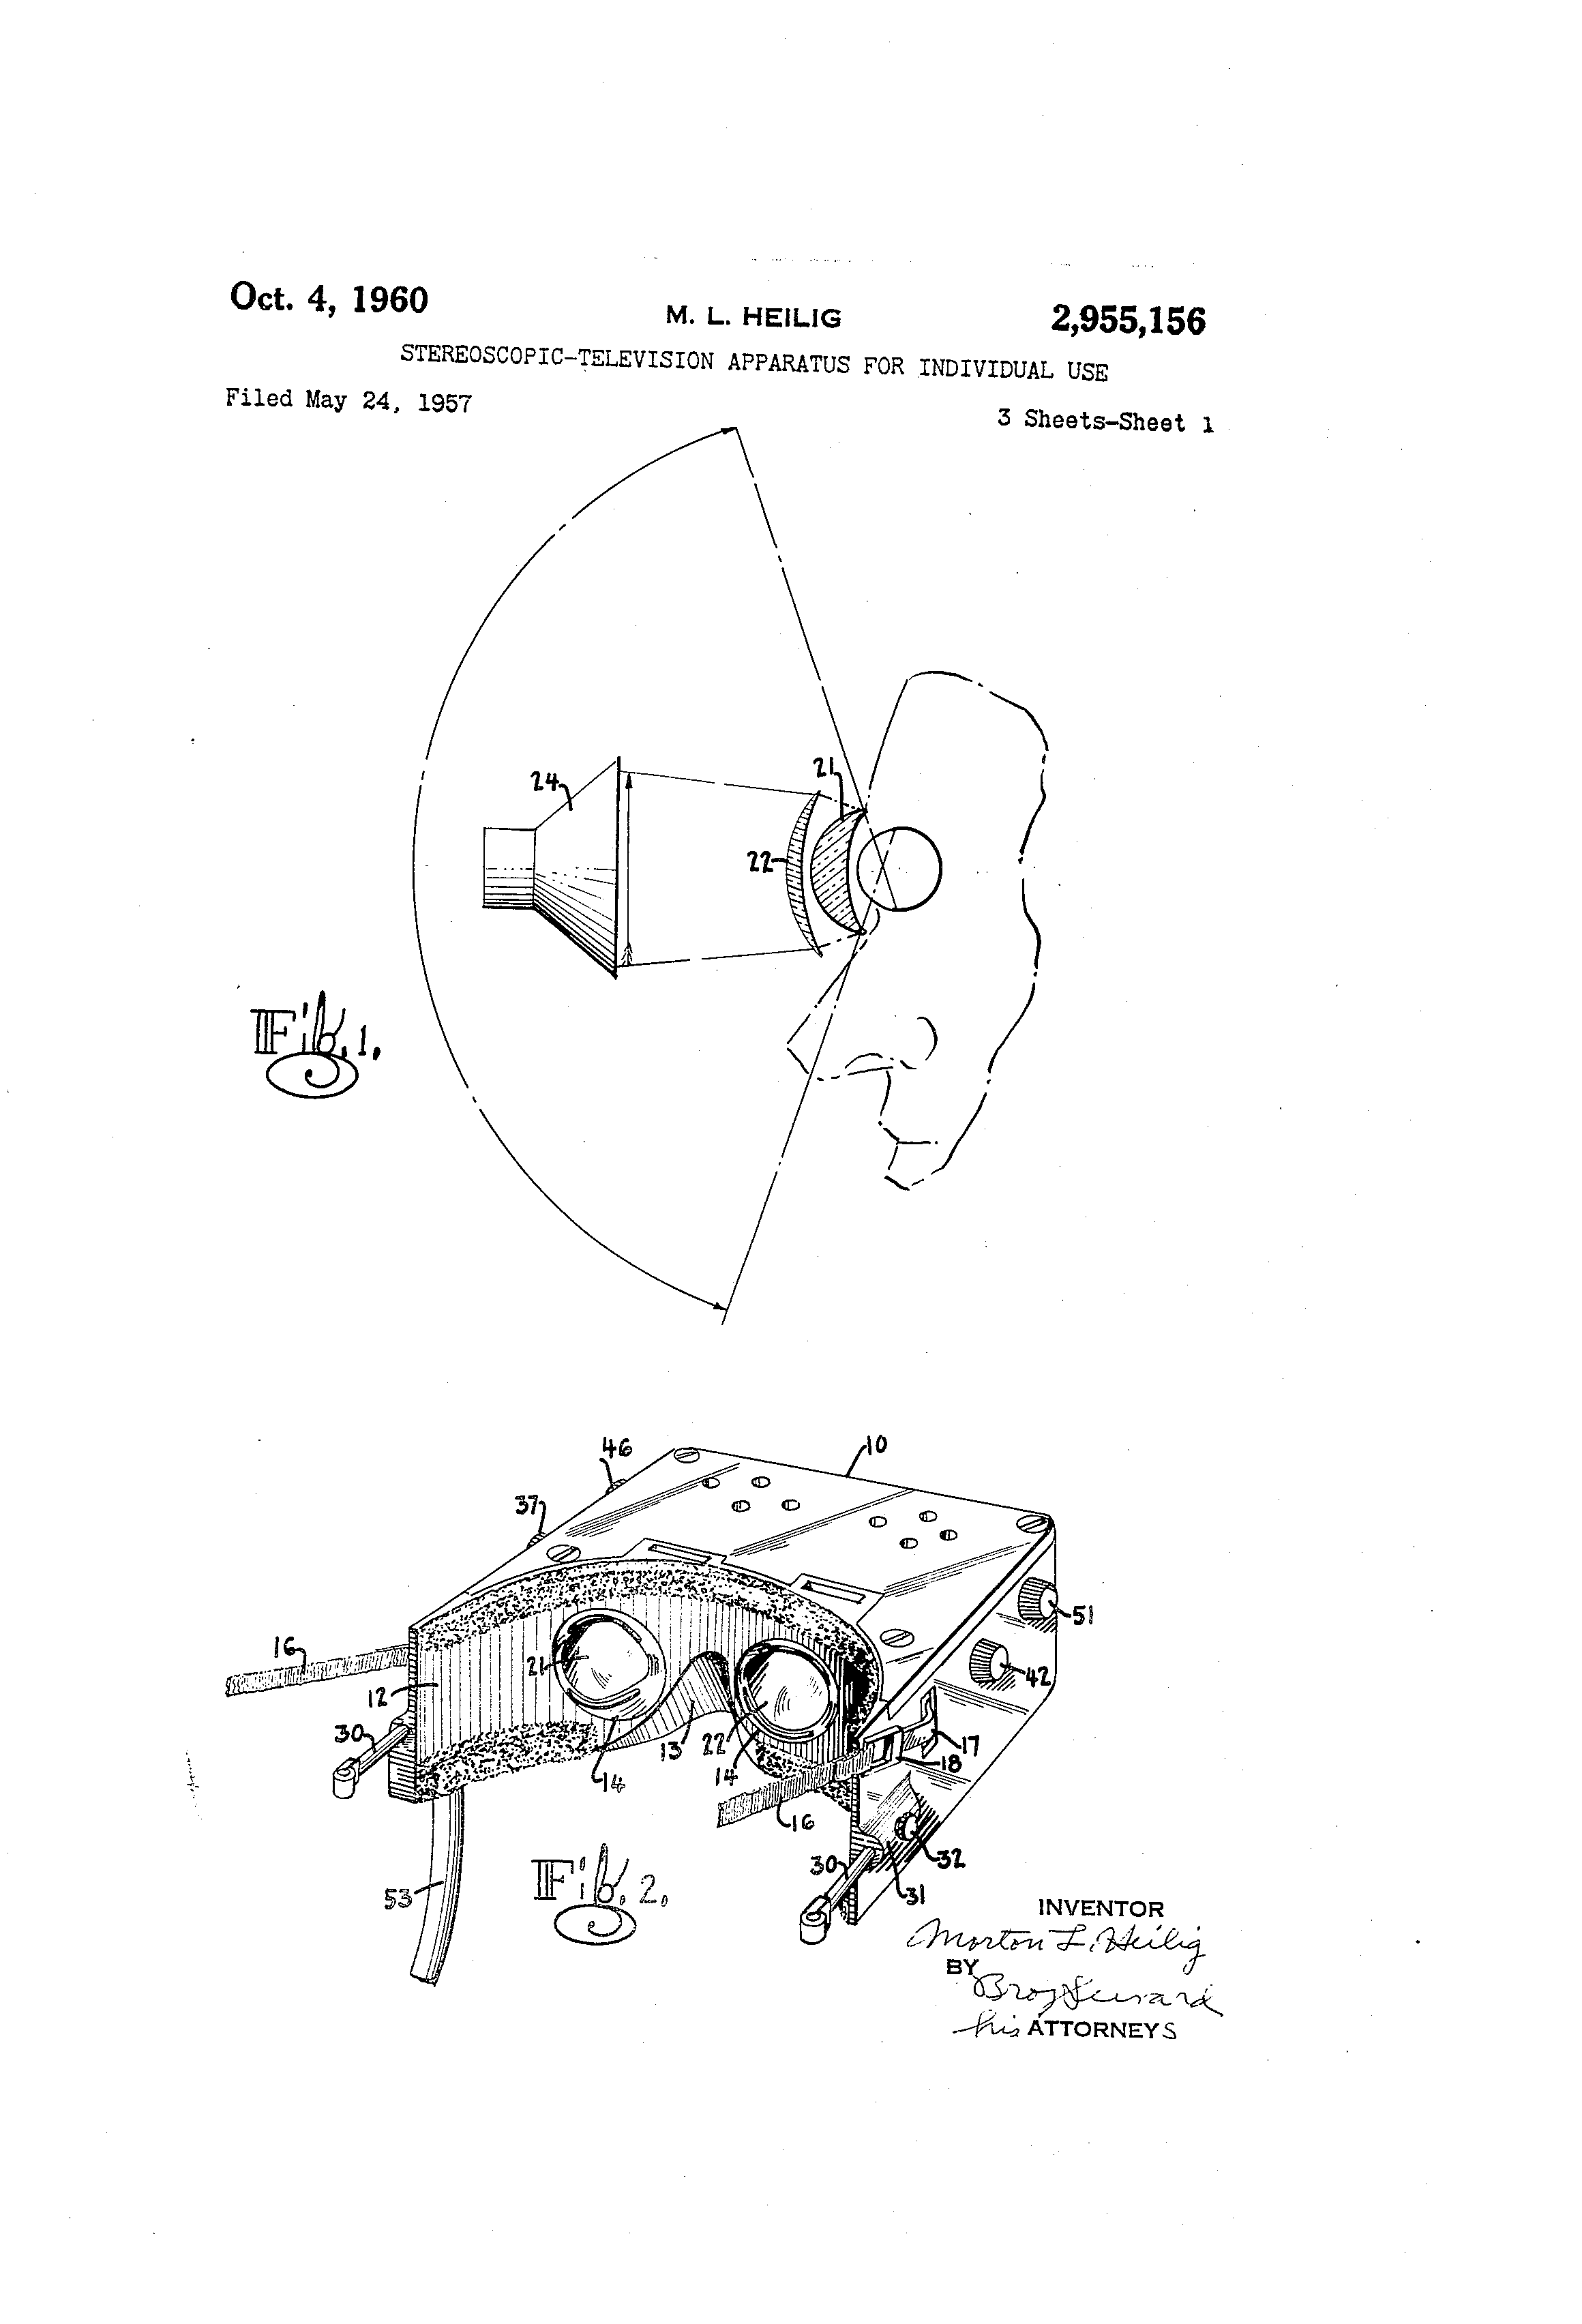 Oct. 4, 1960
M. L. HEILIG
2,955,156
STEREOSCOPIC-TELEVISION APPARATUS FOR INDIVIDUAL USE
Filed May 24, 1957
3 Sheets-Sheet 1
24
21
22
Fig. 1.
46
10
37
51
16
21
42
12
30
13
22
17
18
14
14
16
30
32
31
53
Fig. 2.
INVENTOR
Morton L. Heilig
BY
his ATTORNEYS